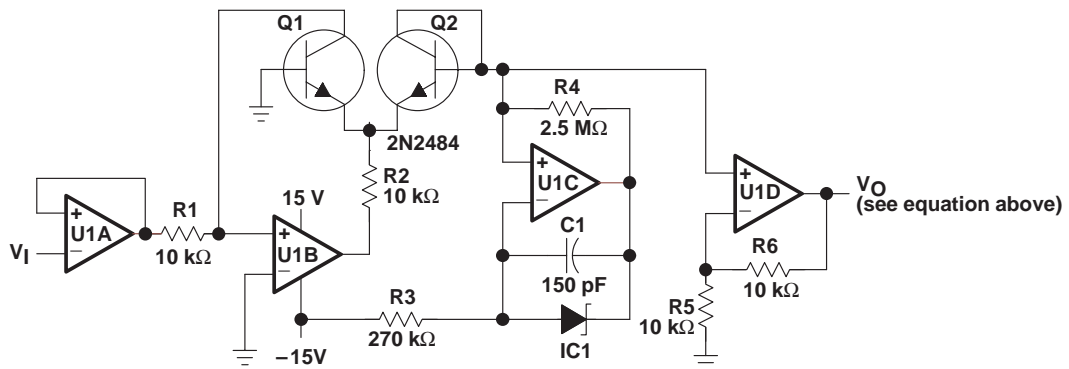 Q1
Q2
R4
2.5 MΩ
2N2484
+
U1C
−
R2
10 kΩ
+
U1D
−
VO
(see equation above)
15 V
R1
10 kΩ
+
U1A
−
VI
+
U1B
−
C1
150 pF
R6
10 kΩ
R5
10 kΩ
R3
270 kΩ
−15V
IC1